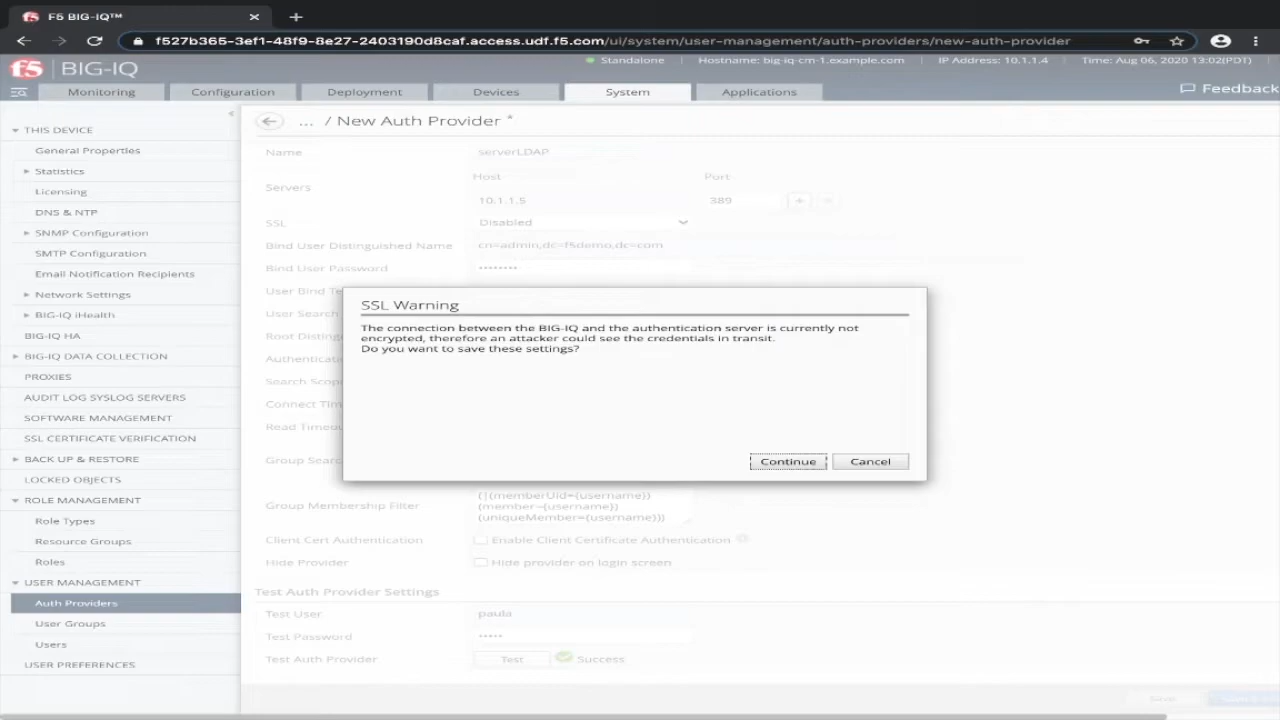 F5 BIG-IQ™
f527b365-3ef1-48f9-8e27-2403190d8caf.access.udf.f5.com/ui/system/user-management/auth-providers/new-auth-provider
f5 BIG-IQ
Standalone Hostname: big-iq-cm-1.example.com IP Address: 10.1.1.4 Time: Aug 06, 2020 13:02(PDT)
Monitoring Configuration Deployment Devices System Applications Feedback
THIS DEVICE
General Properties
Statistics
Licensing
DNS & NTP
SNMP Configuration
SMTP Configuration
Email Notification Recipients
Network Settings
BIG-IQ iHealth
BIG-IQ HA
BIG-IQ DATA COLLECTION
PROXIES
AUDIT LOG SYSLOG SERVERS
SOFTWARE MANAGEMENT
SSL CERTIFICATE VERIFICATION
BACK UP & RESTORE
LOCKED OBJECTS
ROLE MANAGEMENT
Role Types
Resource Groups
Roles
USER MANAGEMENT
Auth Providers
User Groups
Users
USER PREFERENCES
... / New Auth Provider *
Name serverLDAP
Host Port
Servers
10.1.1.5 389
SSL Disabled
Bind User Distinguished Name cn=admin,dc=f5demo,dc=com
Bind User Password ••••••••
User Bind Te
User Search
Root Disting
Authenticati
Search Scop
Connect Tim
Read Timeou
Group Searc
SSL Warning
The connection between the BIG-IQ and the authentication server is currently not
encrypted, therefore an attacker could see the credentials in transit.
Do you want to save these settings?
Continue Cancel
Group Membership Filter
(|(memberUid={username})
(member={username})
(uniqueMember={username}))
Client Cert Authentication Enable Client Certificate Authentication
Hide Provider Hide provider on login screen
Test Auth Provider Settings
Test User paula
Test Password •••••
Test Auth Provider Test Success
Save